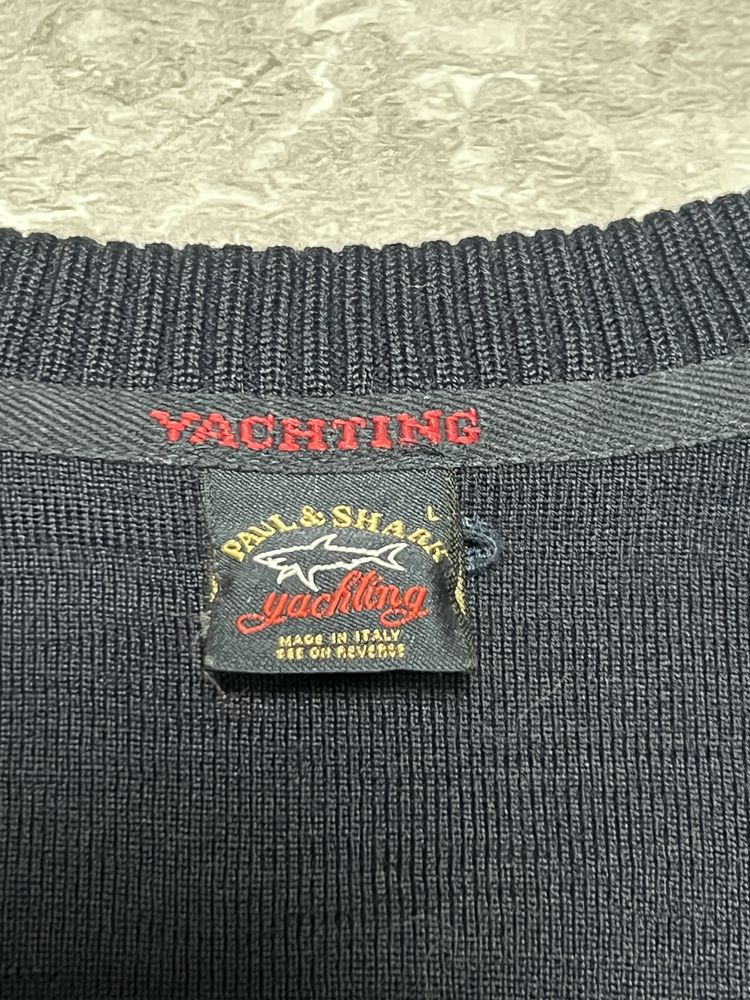 YACHTING
L
PAUL & SHARK
yachting
MADE IN ITALY
SEE ON REVERSE